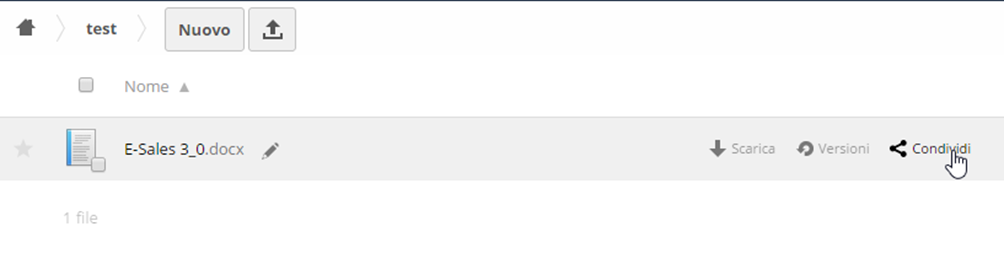 test Nuovo
Nome
E-Sales 3_0.docx Scarica Versioni Condividi
1 file